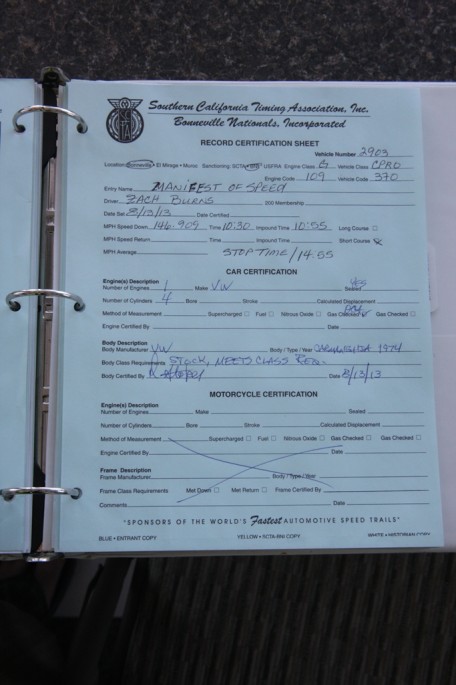 SCTA
Southern California Timing Association, Inc.
Bonneville Nationals, Incorporated
RECORD CERTIFICATION SHEET
Vehicle Number 2903
Location: Bonneville • El Mirage • Muroc Sanctioning: SCTA • BNI USFRA Engine Class G Vehicle Class CPRO
Engine Code 109 Vehicle Code 370
Entry Name MANIFEST OF SPEED
Driver ZACH BURNS 200 Membership
Date Set 8/13/13 Date Certified
MPH Speed Down 146.909 Time 10:30 Impound Time 10:55 Long Course
MPH Speed Return Time Impound Time Short Course
MPH Average STOP TIME / 14:55
CAR CERTIFICATION
Engine(s) Description
Number of Engines 1 Make VW Sealed YES
Number of Cylinders 4 Bore Stroke Calculated Displacement
Method of Measurement Supercharged Fuel Nitrous Oxide Gas Checked Gas Checked
Engine Certified By Date
Body Description
Body Manufacturer VW Body / Type / Year 1974
Body Class Requirements STOCK, MEETS CLASS REQ.
Body Certified By Date 8/13/13
MOTORCYCLE CERTIFICATION
Engine(s) Description
Number of Engines Make Sealed
Number of Cylinders Bore Stroke Calculated Displacement
Method of Measurement Supercharged Fuel Nitrous Oxide Gas Checked Gas Checked
Engine Certified By Date
Frame Description
Frame Manufacturer Body / Type / Year
Frame Class Requirements Met Down Met Return Frame Certified By
Comments Date
"SPONSORS OF THE WORLD'S Fastest AUTOMOTIVE SPEED TRAILS"
BLUE • ENTRANT COPY YELLOW • SCTA-BNI COPY WHITE • HISTORIAN COPY